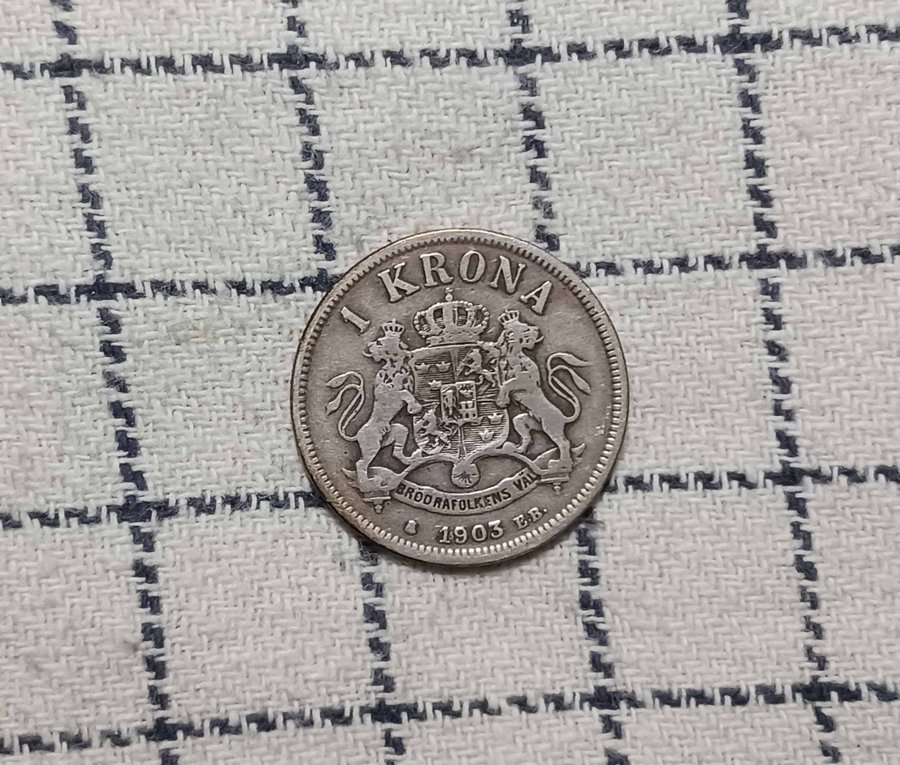 1 KRONA
BRÖDRAFOLKENS VÄL
1903 E.B.